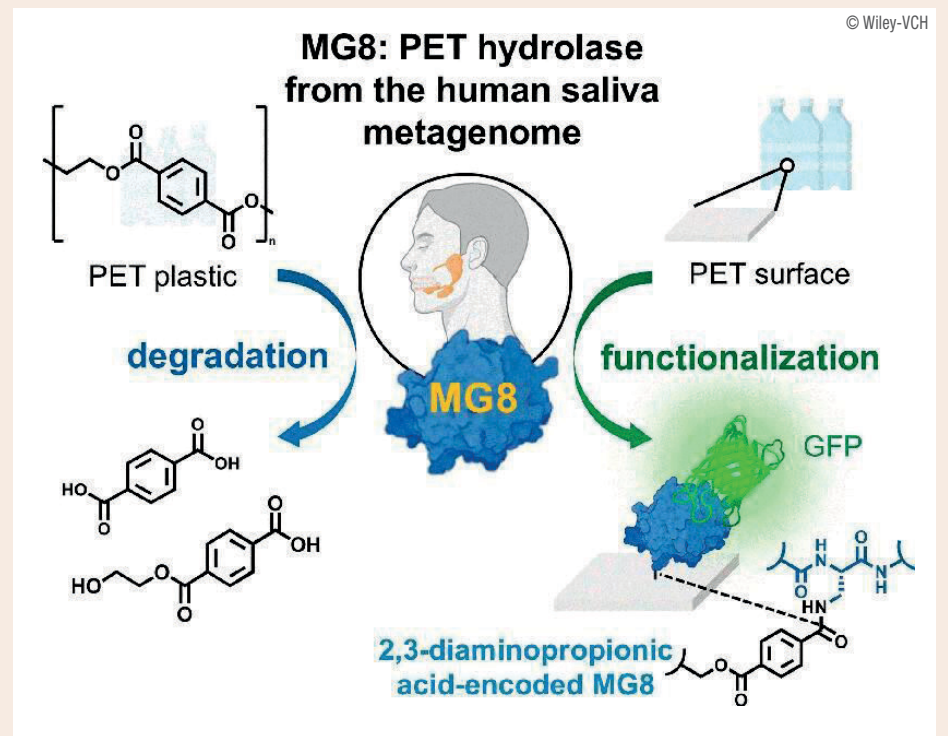 © Wiley-VCH
MG8: PET hydrolase
from the human saliva
metagenome
O
O
O
O
n
PET plastic
PET surface
degradation
functionalization
MG8
GFP
O
OH
HO
O
O
OH
HO
O
O
H
N
O
O
N
H
HN
O
O
O
2,3-diaminopropionic
acid-encoded MG8